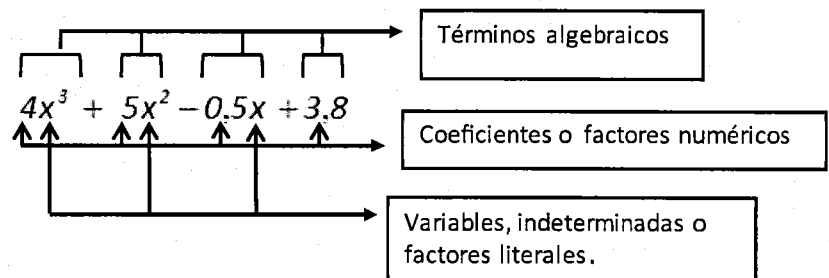 Términos algebraicos
4x³ + 5x² – 0.5x + 3.8
Coeficientes o factores numéricos
Variables, indeterminadas o
factores literales.